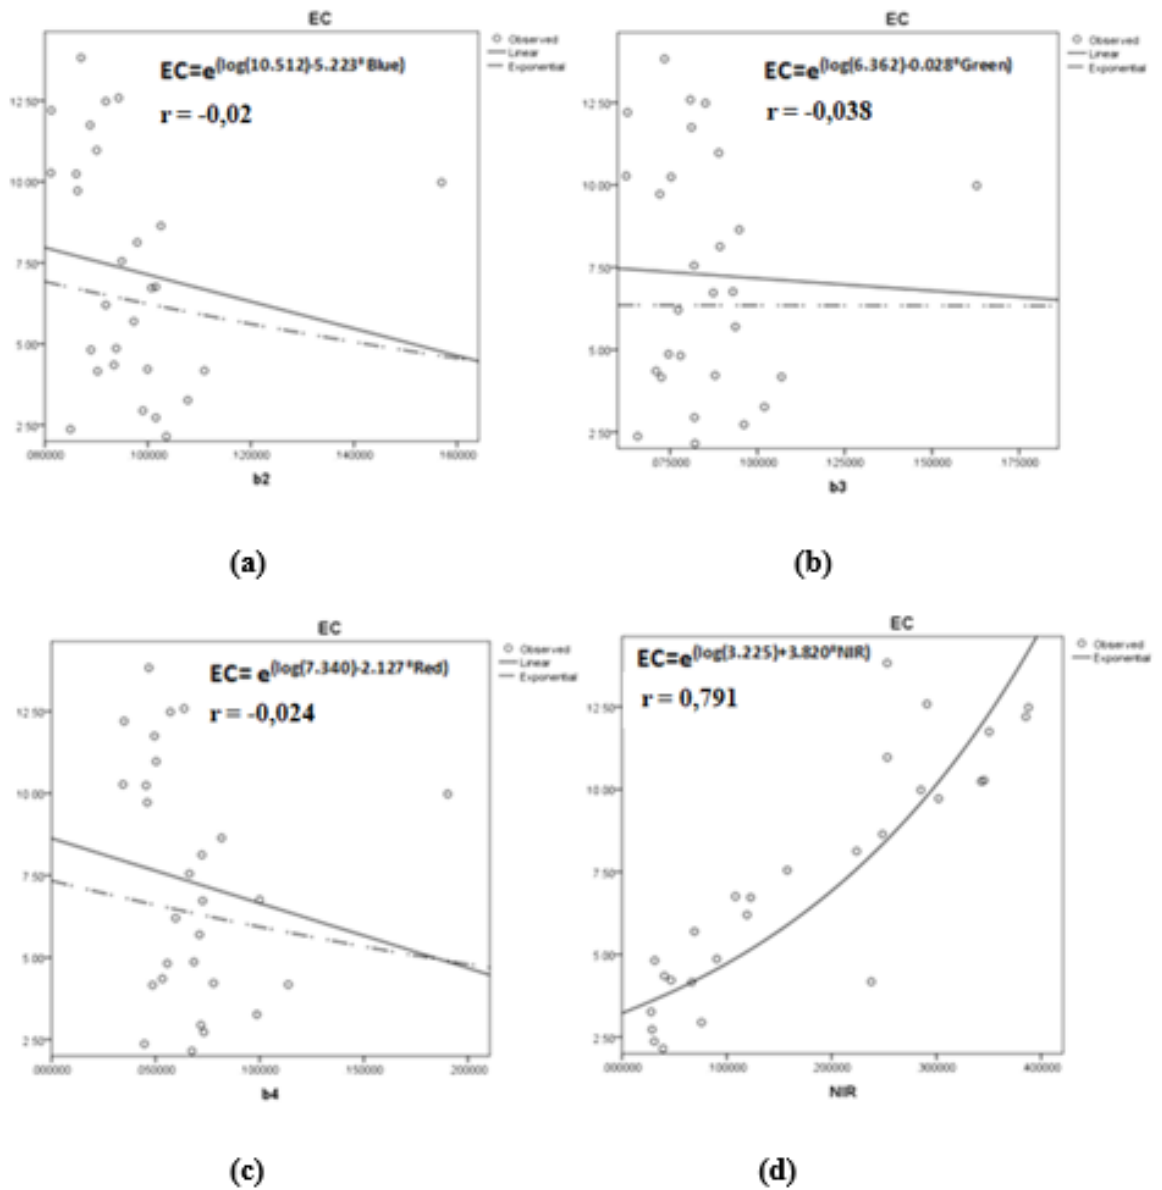 EC
○ Observed
Linear
Exponential
EC=e^(log(10.512)-5.223*Blue)
r = -0,02
12.50
10.00
7.50
5.00
2.50
080000 100000 120000 140000 160000
b2
(a)
EC
○ Observed
Linear
Exponential
EC=e^(log(6.362)-0.028*Green)
r = -0,038
12.50
10.00
7.50
5.00
2.50
075000 100000 125000 150000 175000
b3
(b)
EC
○ Observed
Linear
Exponential
EC= e^(log(7.340)-2.127*Red)
r = -0,024
12.50
10.00
7.50
5.00
2.50
000000 050000 100000 150000 200000
b4
(c)
EC
○ Observed
Exponential
EC=e^(log(3.225)+3.820*NIR)
r = 0,791
12.50
10.00
7.50
5.00
2.50
000000 100000 200000 300000 400000
NIR
(d)